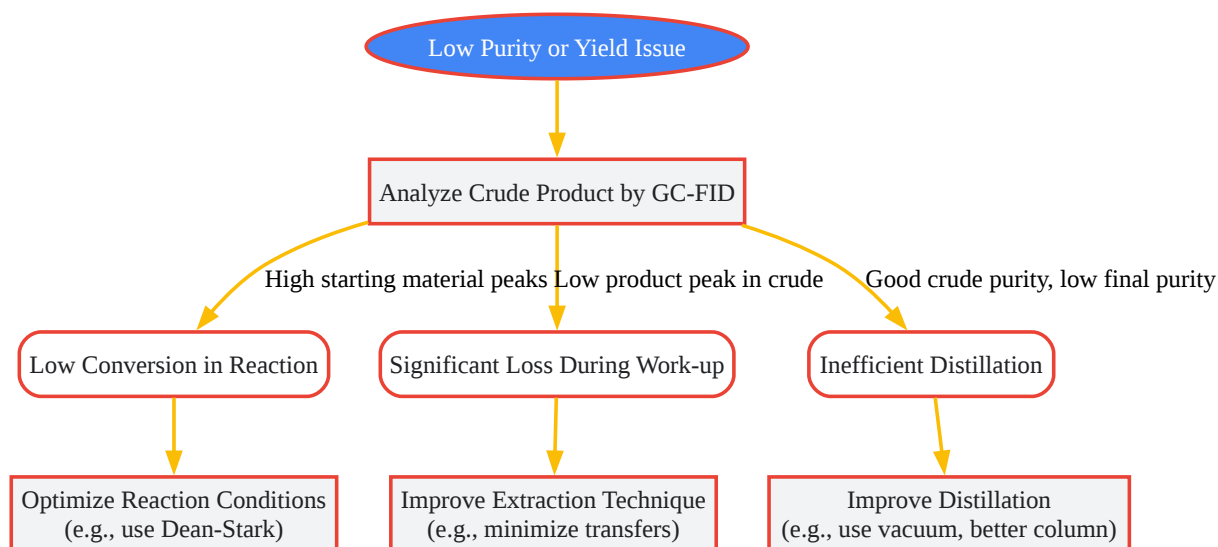 Low Purity or Yield Issue
Analyze Crude Product by GC-FID
High starting material peaks
Low product peak in crude
Good crude purity, low final purity
Low Conversion in Reaction
Significant Loss During Work-up
Inefficient Distillation
Optimize Reaction Conditions
(e.g., use Dean-Stark)
Improve Extraction Technique
(e.g., minimize transfers)
Improve Distillation
(e.g., use vacuum, better column)